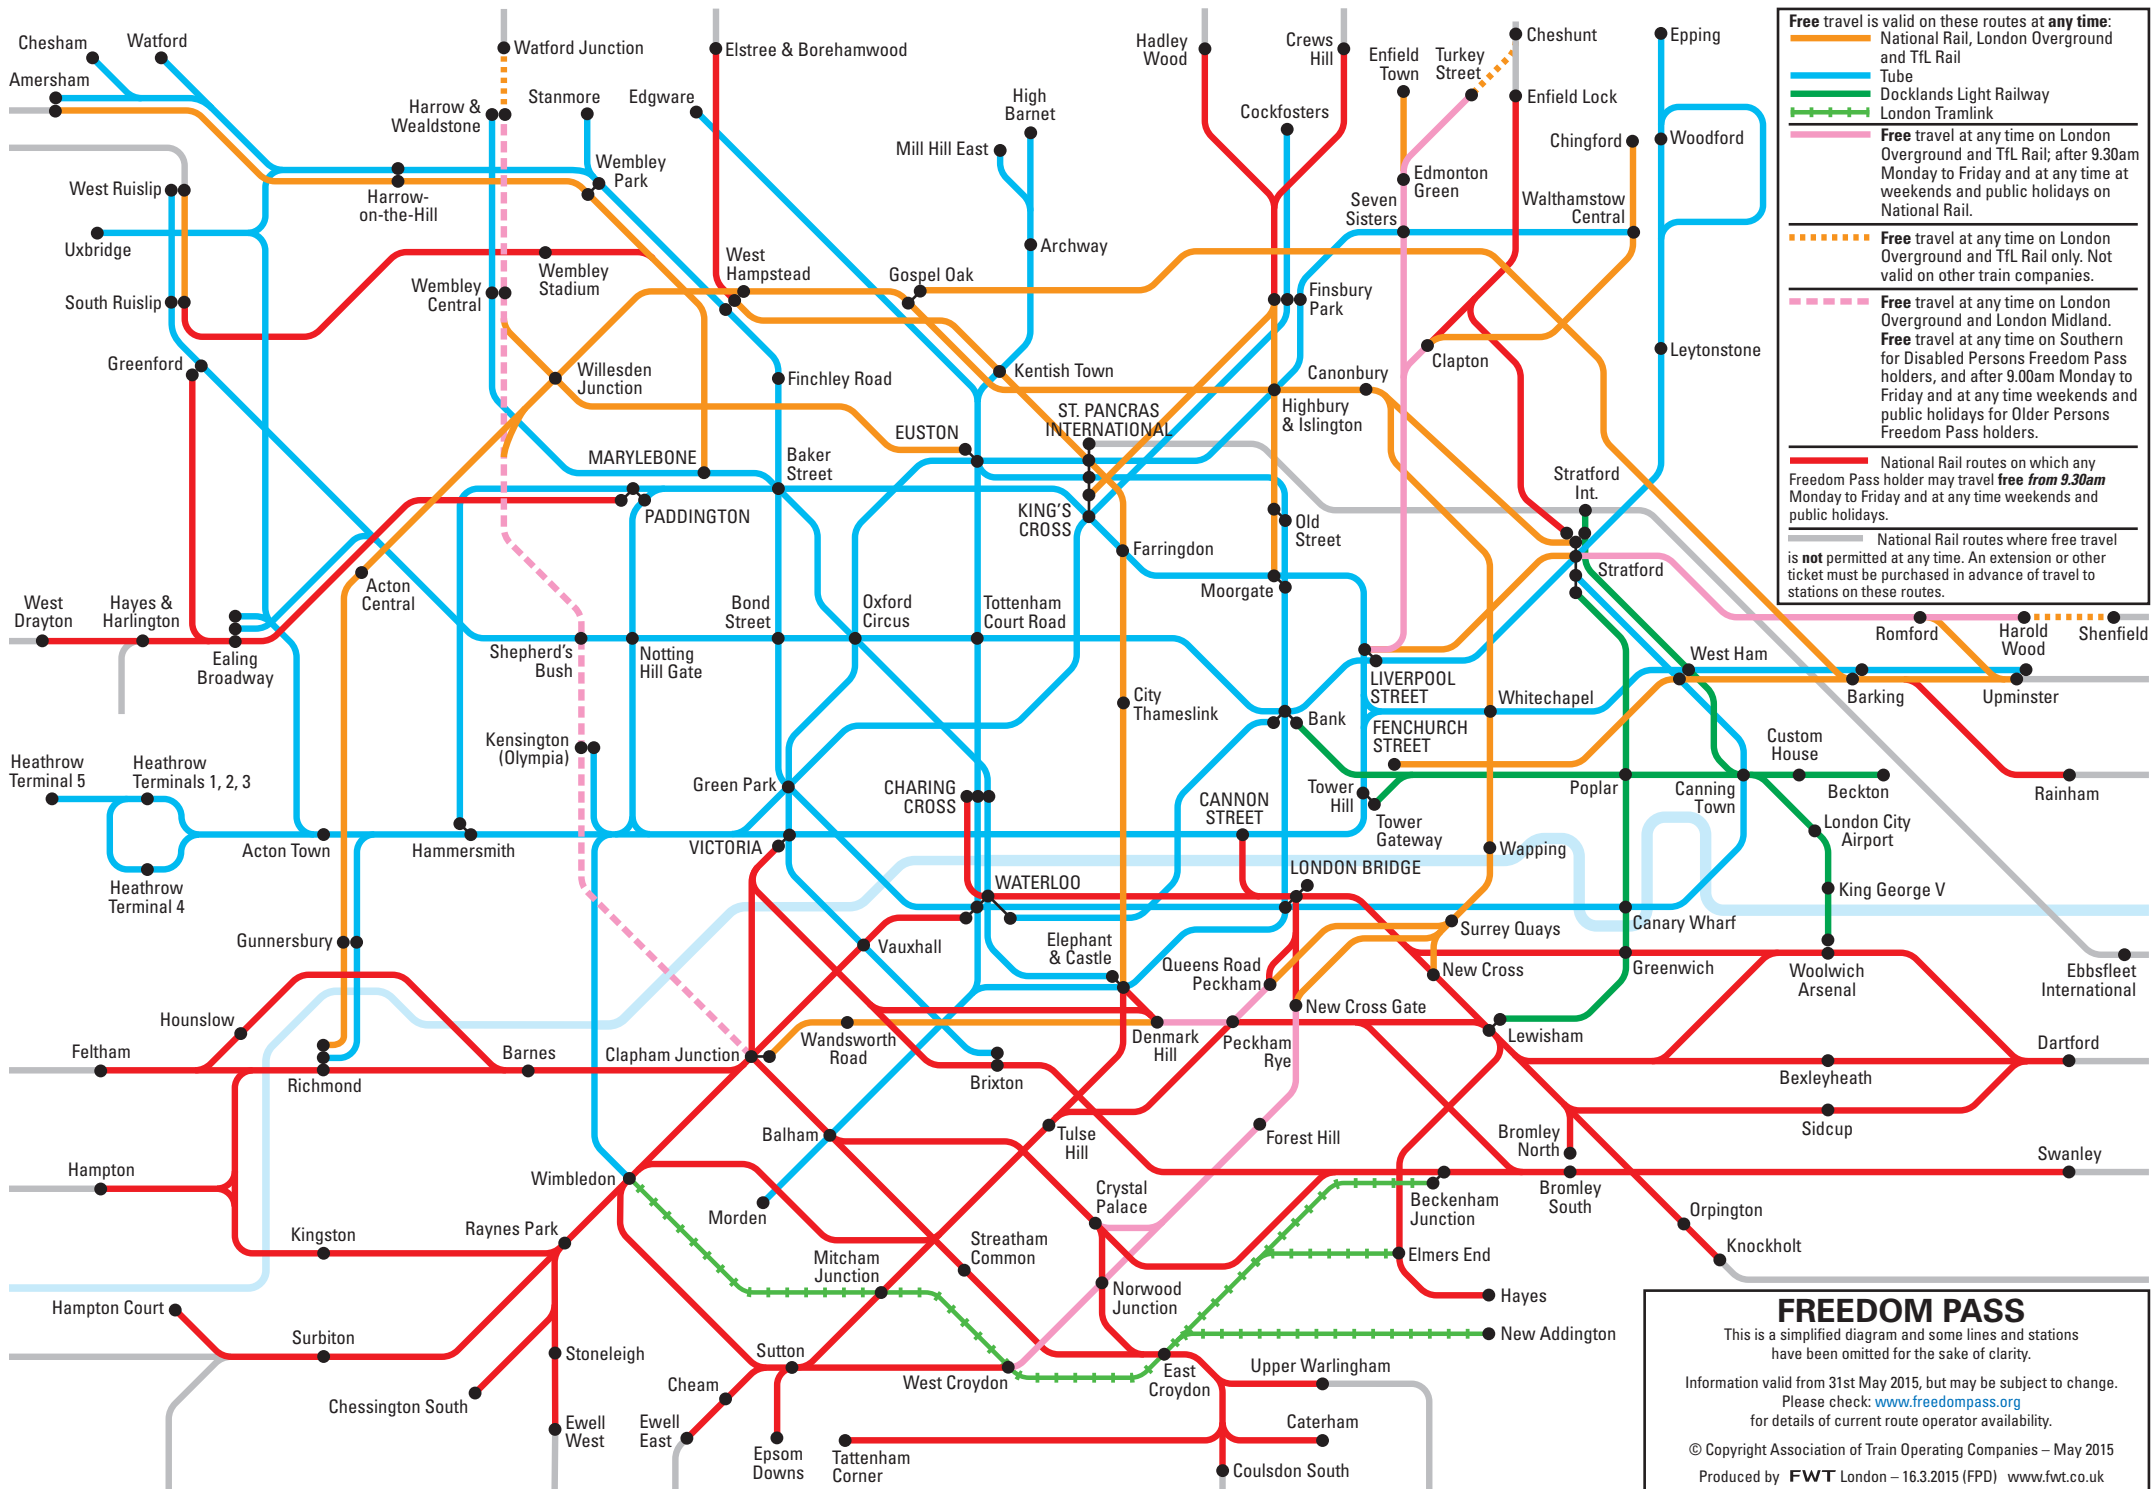 Chesham
Watford
Amersham
Watford Junction
Elstree & Borehamwood
Harrow &
Wealdstone
Stanmore
Edgware
High
Barnet
Mill Hill East
Hadley
Wood
Crews
Hill
Cockfosters
Enfield
Town
Turkey
Street
Cheshunt
Enfield Lock
Epping
Chingford
Woodford
West Ruislip
Uxbridge
South Ruislip
Greenford
Harrow-
on-the-Hill
Wembley
Park
Wembley
Central
Wembley
Stadium
West
Hampstead
Gospel Oak
Archway
Seven
Sisters
Edmonton
Green
Walthamstow
Central
Finsbury
Park
Clapton
Leytonstone
Willesden
Junction
Finchley Road
Kentish Town
Canonbury
Highbury
& Islington
ST. PANCRAS
INTERNATIONAL
EUSTON
MARYLEBONE
Baker
Street
PADDINGTON
KING'S
CROSS
Old
Street
Farringdon
Moorgate
Stratford
Int.
Stratford
Acton
Central
West
Drayton
Hayes &
Harlington
Ealing
Broadway
Shepherd's
Bush
Notting
Hill Gate
Bond
Street
Oxford
Circus
Tottenham
Court Road
City
Thameslink
LIVERPOOL
STREET
Bank
FENCHURCH
STREET
Whitechapel
West Ham
Romford
Harold
Wood
Shenfield
Barking
Upminster
Custom
House
Beckton
Rainham
Heathrow
Terminal 5
Heathrow
Terminals 1, 2, 3
Heathrow
Terminal 4
Acton Town
Hammersmith
Kensington
(Olympia)
Green Park
VICTORIA
CHARING
CROSS
CANNON
STREET
Tower
Hill
Tower
Gateway
Poplar
Canning
Town
London City
Airport
King George V
Wapping
LONDON BRIDGE
WATERLOO
Vauxhall
Elephant
& Castle
Queens Road
Peckham
Surrey Quays
Canary Wharf
New Cross
New Cross Gate
Greenwich
Woolwich
Arsenal
Ebbsfleet
International
Gunnersbury
Hounslow
Feltham
Richmond
Barnes
Clapham Junction
Wandsworth
Road
Brixton
Denmark
Hill
Peckham
Rye
Lewisham
Dartford
Bexleyheath
Sidcup
Swanley
Hampton
Wimbledon
Balham
Morden
Tulse
Hill
Forest Hill
Bromley
North
Bromley
South
Beckenham
Junction
Orpington
Knockholt
Kingston
Raynes Park
Mitcham
Junction
Streatham
Common
Crystal
Palace
Norwood
Junction
Elmers End
Hayes
New Addington
Hampton Court
Surbiton
Chessington South
Stoneleigh
Ewell
West
Sutton
Cheam
Ewell
East
Epsom
Downs
West Croydon
East
Croydon
Upper Warlingham
Caterham
Tattenham
Corner
Coulsdon South
Free travel is valid on these routes at any time:
National Rail, London Overground
and TfL Rail
Tube
Docklands Light Railway
London Tramlink
Free travel at any time on London
Overground and TfL Rail; after 9.30am
Monday to Friday and at any time at
weekends and public holidays on
National Rail.
Free travel at any time on London
Overground and TfL Rail only. Not
valid on other train companies.
Free travel at any time on London
Overground and London Midland.
Free travel at any time on Southern
for Disabled Persons Freedom Pass
holders, and after 9.00am Monday to
Friday and at any time weekends and
public holidays for Older Persons
Freedom Pass holders.
National Rail routes on which any
Freedom Pass holder may travel free from 9.30am
Monday to Friday and at any time weekends and
public holidays.
National Rail routes where free travel
is not permitted at any time. An extension or other
ticket must be purchased in advance of travel to
stations on these routes.
FREEDOM PASS
This is a simplified diagram and some lines and stations
have been omitted for the sake of clarity.
Information valid from 31st May 2015, but may be subject to change.
Please check: www.freedompass.org
for details of current route operator availability.
© Copyright Association of Train Operating Companies – May 2015
Produced by FWT London – 16.3.2015 (FPD) www.fwt.co.uk